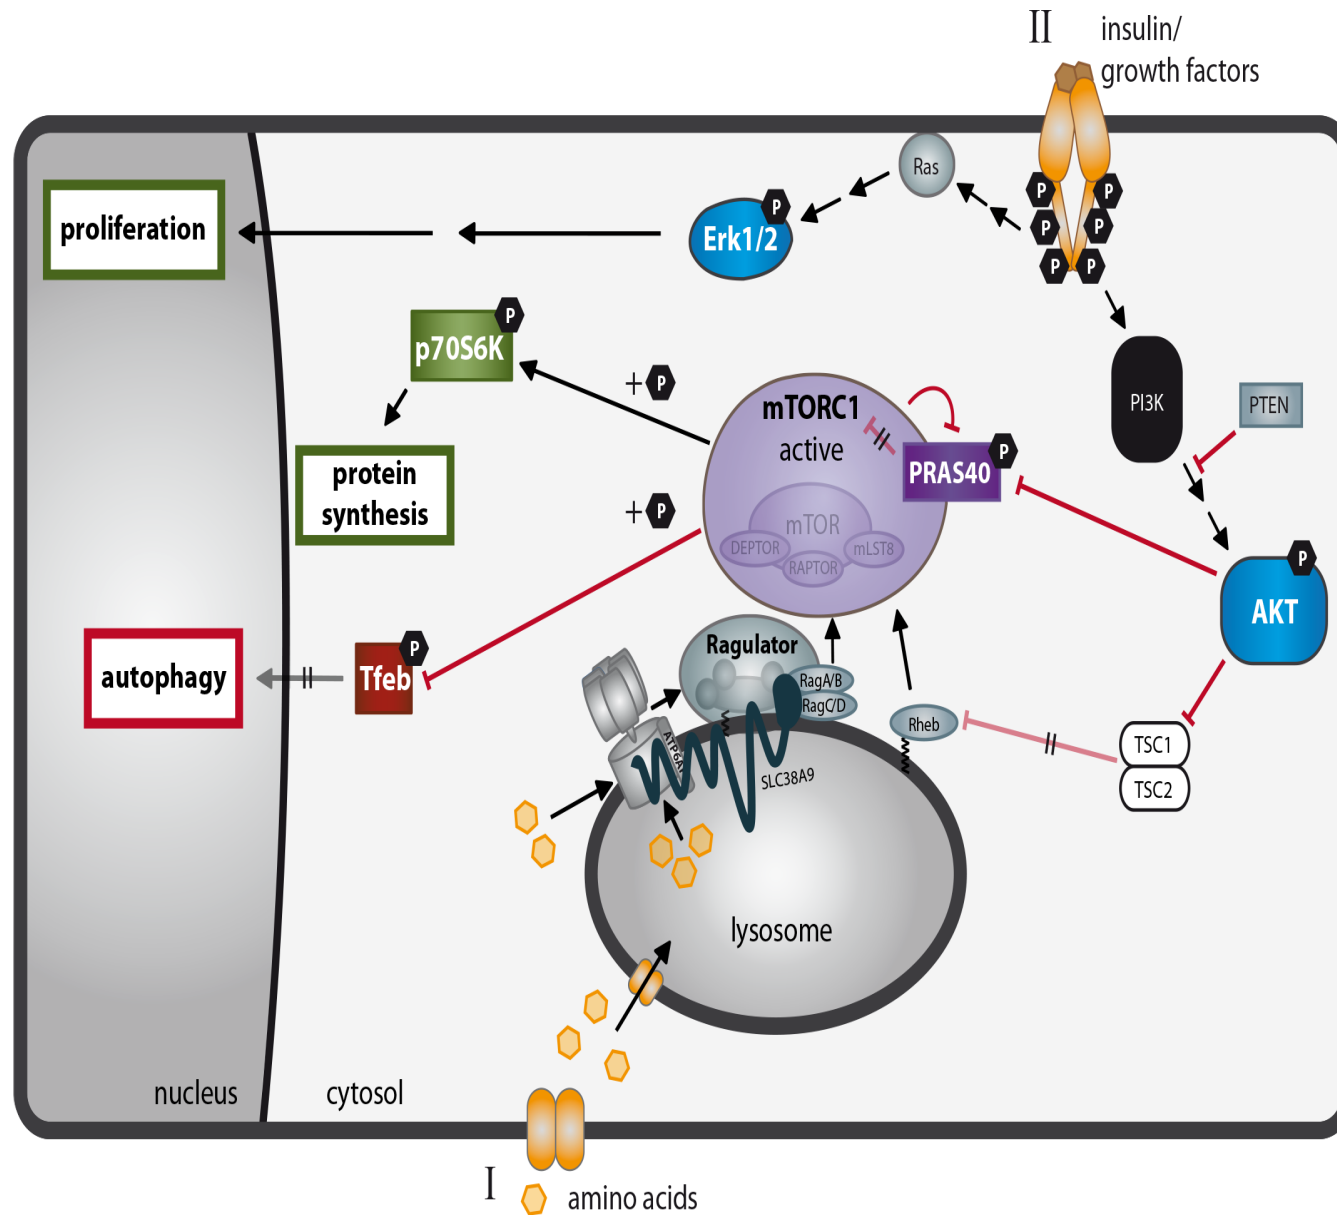 II
insulin/
growth factors
Ras
P
P
P
P
P
P
P
Erk1/2
proliferation
P
p70S6K
+ P
mTORC1
active
PI3K
PTEN
P
PRAS40
protein
synthesis
+ P
mTOR
DEPTOR
mLST8
RAPTOR
P
AKT
Ragulator
P
Tfeb
autophagy
RagA/B
RagC/D
Rheb
TSC1
TSC2
SLC38A9
lysosome
nucleus
cytosol
I
amino acids